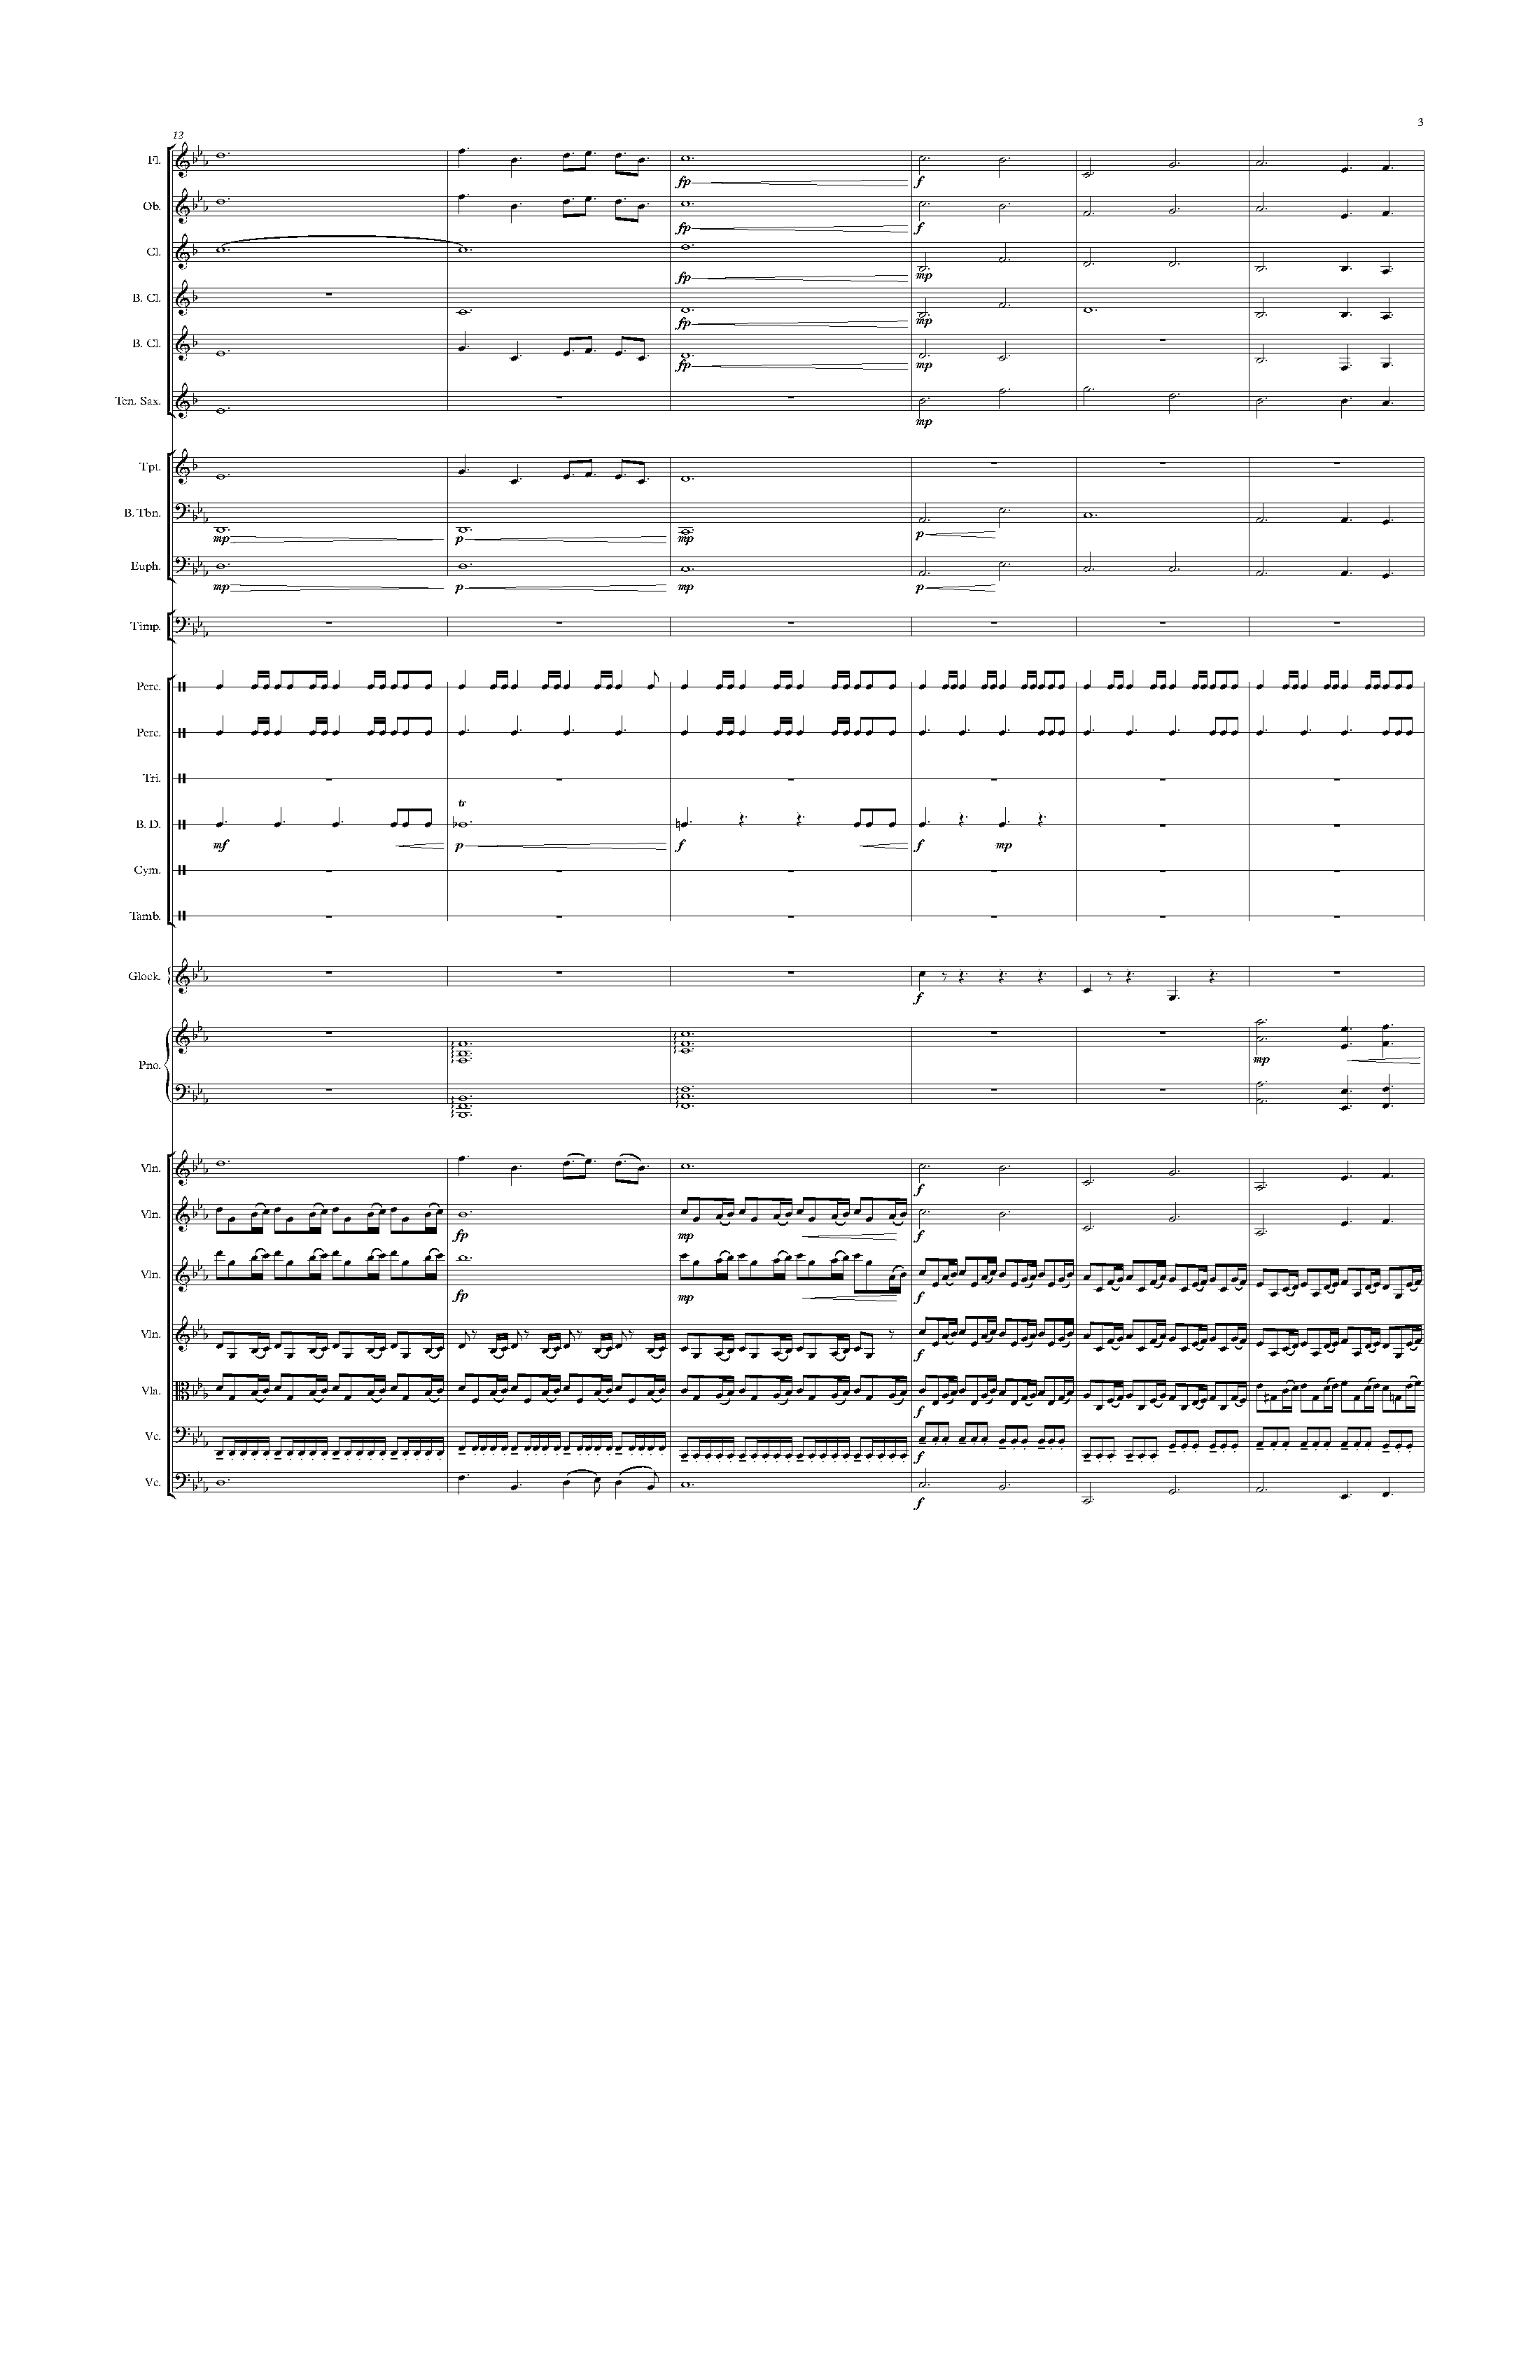 3
12
Fl.
fp f
Ob.
fp f
Cl.
fp mp
B. Cl.
fp mp
B. Cl.
fp mp
Ten. Sax.
mp
Tpt.
B. Tbn.
mp p mp p
Euph.
mp p mp p
Timp.
Perc.
Perc.
Tri.
tr
B. D.
mf p f f mp
Cym.
Tamb.
Glock.
f
Pno.
mp
Vln.
f
Vln.
fp mp f
Vln.
fp mp f
Vln.
f
Vla.
f
Vc.
f
Vc.
f